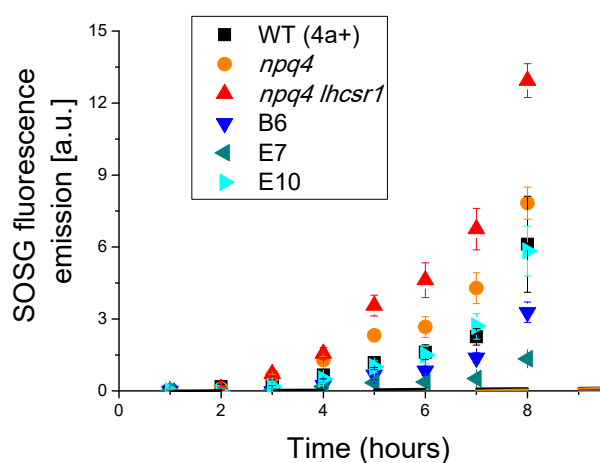 15
12
9
6
3
0
0
2
4
6
8
SOSG fluorescence
emission [a.u.]
Time (hours)
WT (4a+)
npq4
npq4 lhcsr1
B6
E7
E10